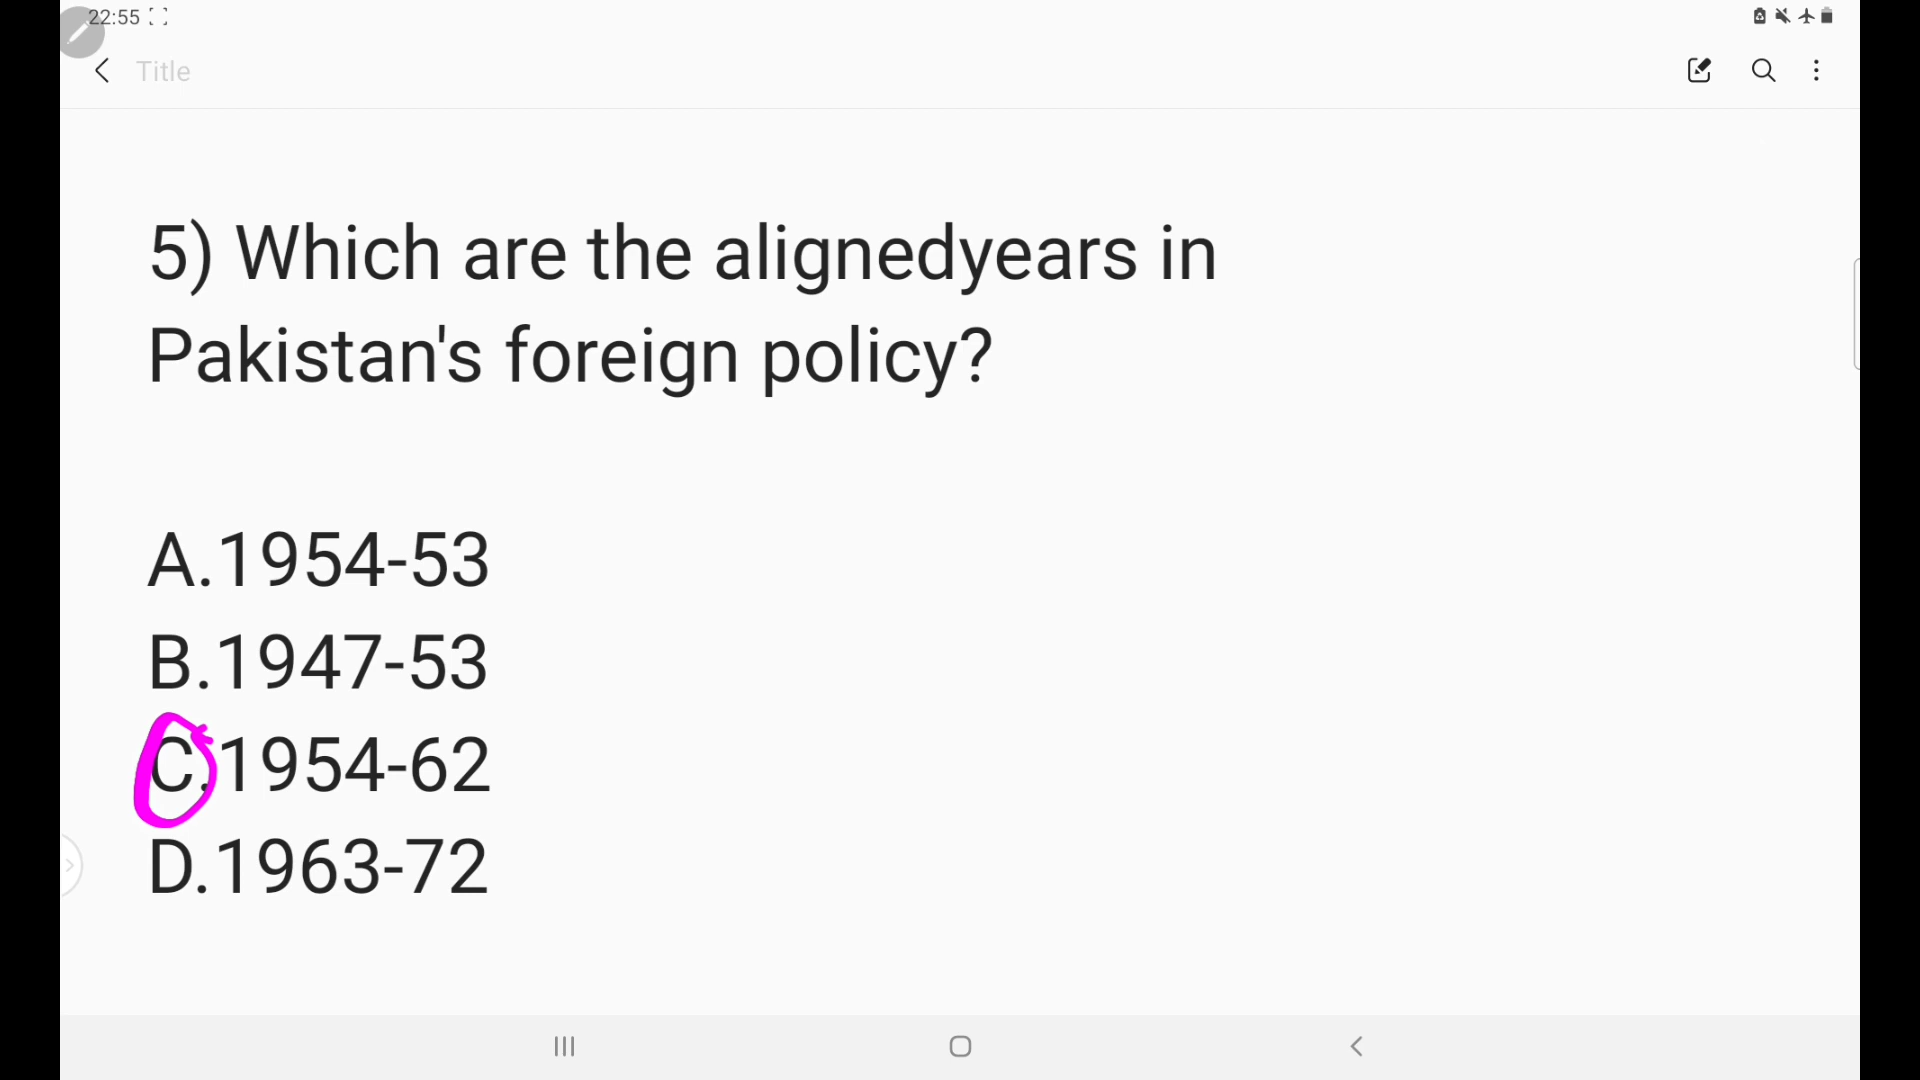 22:55
Title
5) Which are the alignedyears in
Pakistan's foreign policy?
A.1954-53
B.1947-53
C.1954-62
D.1963-72